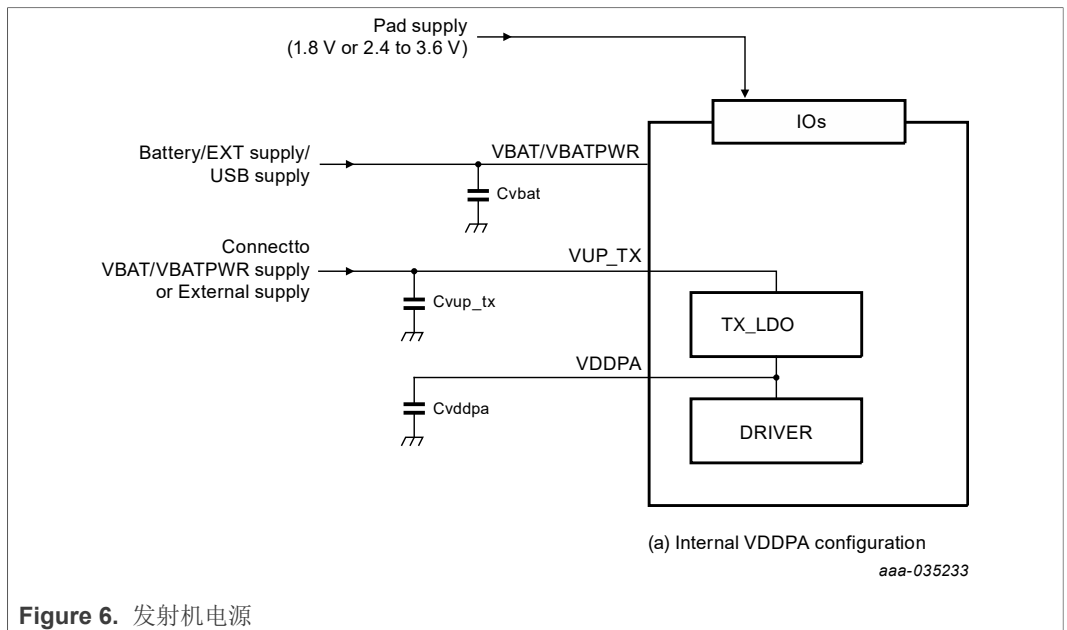 Pad supply
(1.8 V or 2.4 to 3.6 V)
IOs
Battery/EXT supply/
USB supply
VBAT/VBATPWR
Cvbat
Connectto
VBAT/VBATPWR supply
or External supply
VUP_TX
Cvup_tx
TX_LDO
VDDPA
Cvddpa
DRIVER
(a) Internal VDDPA configuration
aaa-035233
Figure 6. 发射机电源